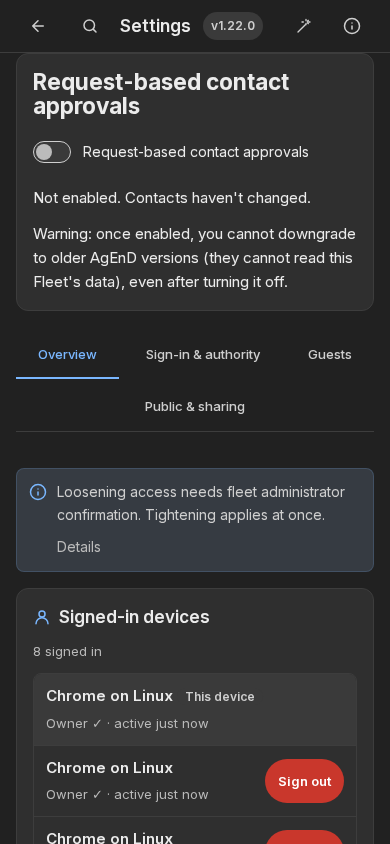 Settings
v1.22.0
Request-based contact
approvals
Request-based contact approvals
Not enabled. Contacts haven't changed.
Warning: once enabled, you cannot downgrade
to older AgEnD versions (they cannot read this
Fleet's data), even after turning it off.
Overview
Sign-in & authority
Guests
Public & sharing
Loosening access needs fleet administrator
confirmation. Tightening applies at once.
Details
Signed-in devices
8 signed in
Chrome on Linux This device
Owner ✓ · active just now
Chrome on Linux
Owner ✓ · active just now
Sign out
Chrome on Linux